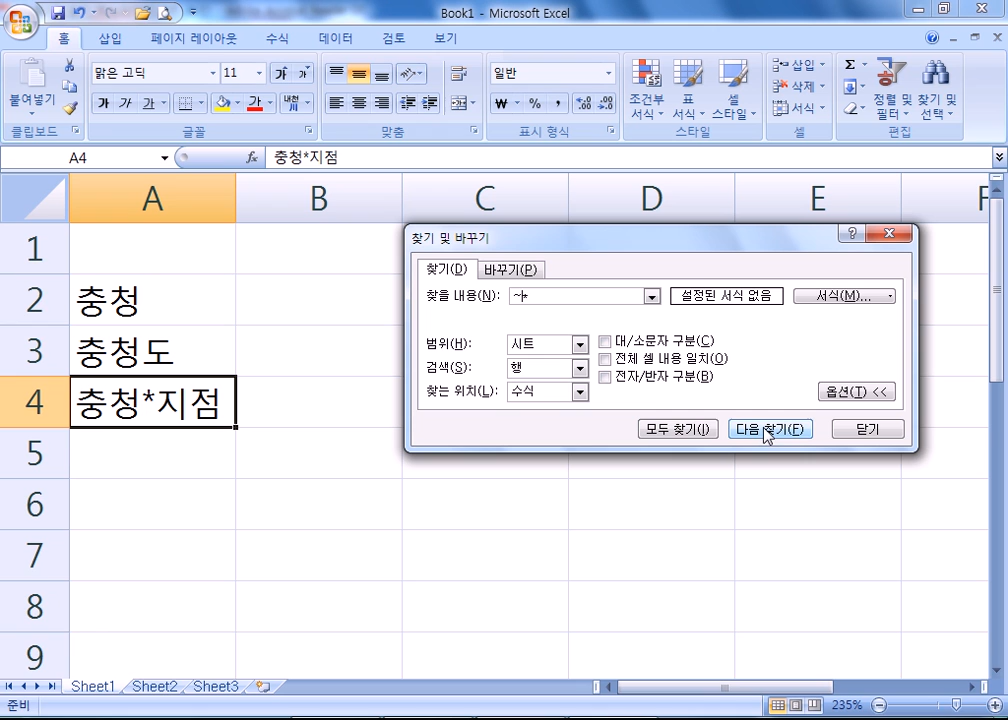 Book1 - Microsoft Excel
홈 삽입 페이지 레이아웃 수식 데이터 검토 보기
붙여넣기
클립보드
맑은 고딕 11
가 가 가 가 가
글꼴
맞춤
일반
표시 형식
조건부 서식
표 서식
셀 스타일
스타일
삽입
삭제
서식
셀
Σ
정렬 및 필터
찾기 및 선택
편집
A4 fx 충청*지점
A B C D E F
1
2 충청
3 충청도
4 충청*지점
5
6
7
8
9
찾기 및 바꾸기
찾기(D) 바꾸기(P)
찾을 내용(N): ~* 설정된 서식 없음 서식(M)...
범위(H): 시트 대/소문자 구분(C)
검색(S): 행 전체 셀 내용 일치(O)
찾는 위치(L): 수식 전자/반자 구분(B)
옵션(T) <<
모두 찾기(I) 다음 찾기(F) 닫기
Sheet1 Sheet2 Sheet3
준비 235%